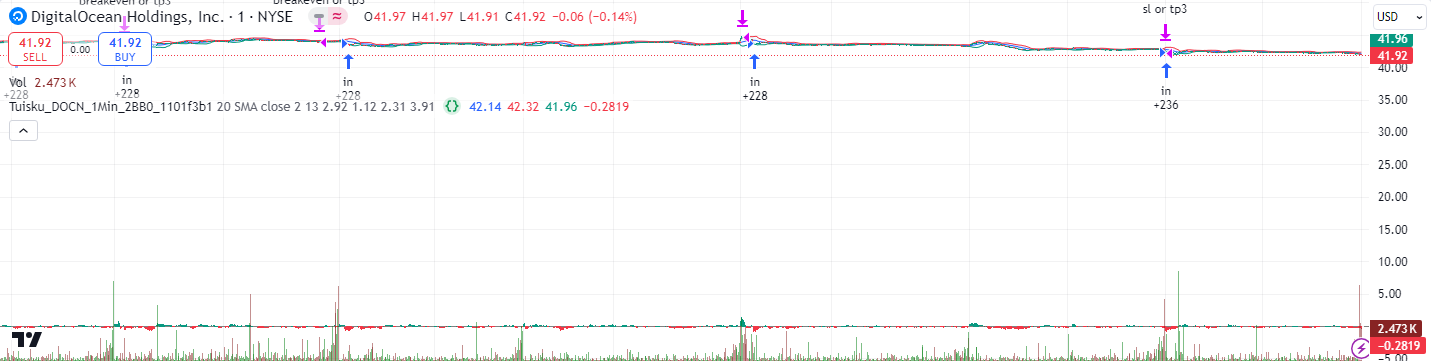 breakeven or tp3
breakeven or tp3
DigitalOcean Holdings, Inc. · 1 · NYSE
O41.97 H41.97 L41.91 C41.92 −0.06 (−0.14%)
sl or tp3
USD
41.92
SELL
0.00
41.92
BUY
41.96
41.92
40.00
in
Vol 2.473 K
+228
in
+228
in
+228
in
+228
in
+236
Tuisku_DOCN_1Min_2BB0_1101f3b1 20 SMA close 2 13 2.92 1.12 2.31 3.91 {} 42.14 42.32 41.96 −0.2819
35.00
30.00
25.00
20.00
15.00
10.00
5.00
2.473 K
−0.2819
−5.00